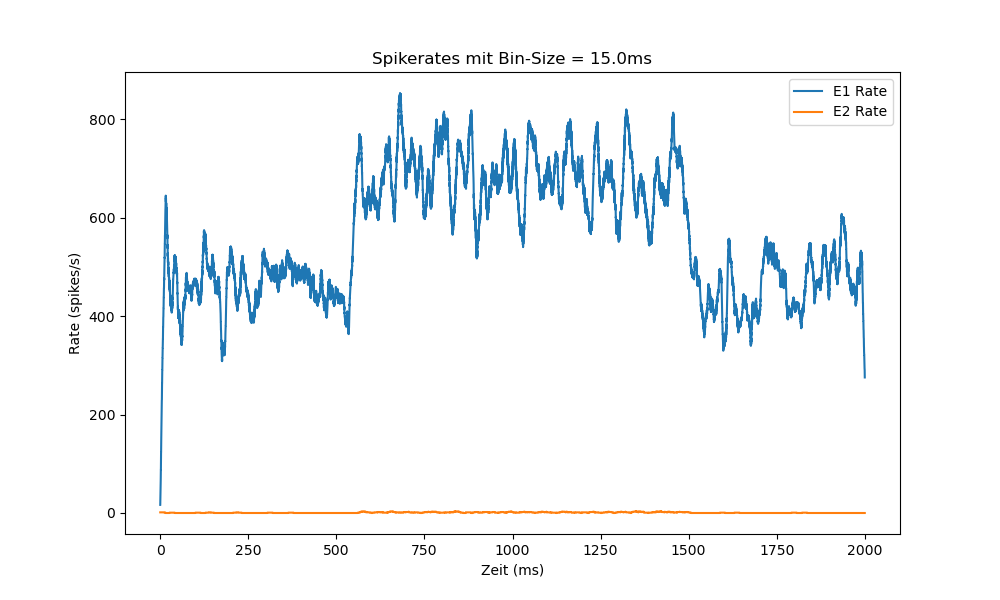 Spikerates mit Bin-Size = 15.0ms
E1 Rate
E2 Rate
Rate (spikes/s)
800
600
400
200
0
0 250 500 750 1000 1250 1500 1750 2000
Zeit (ms)